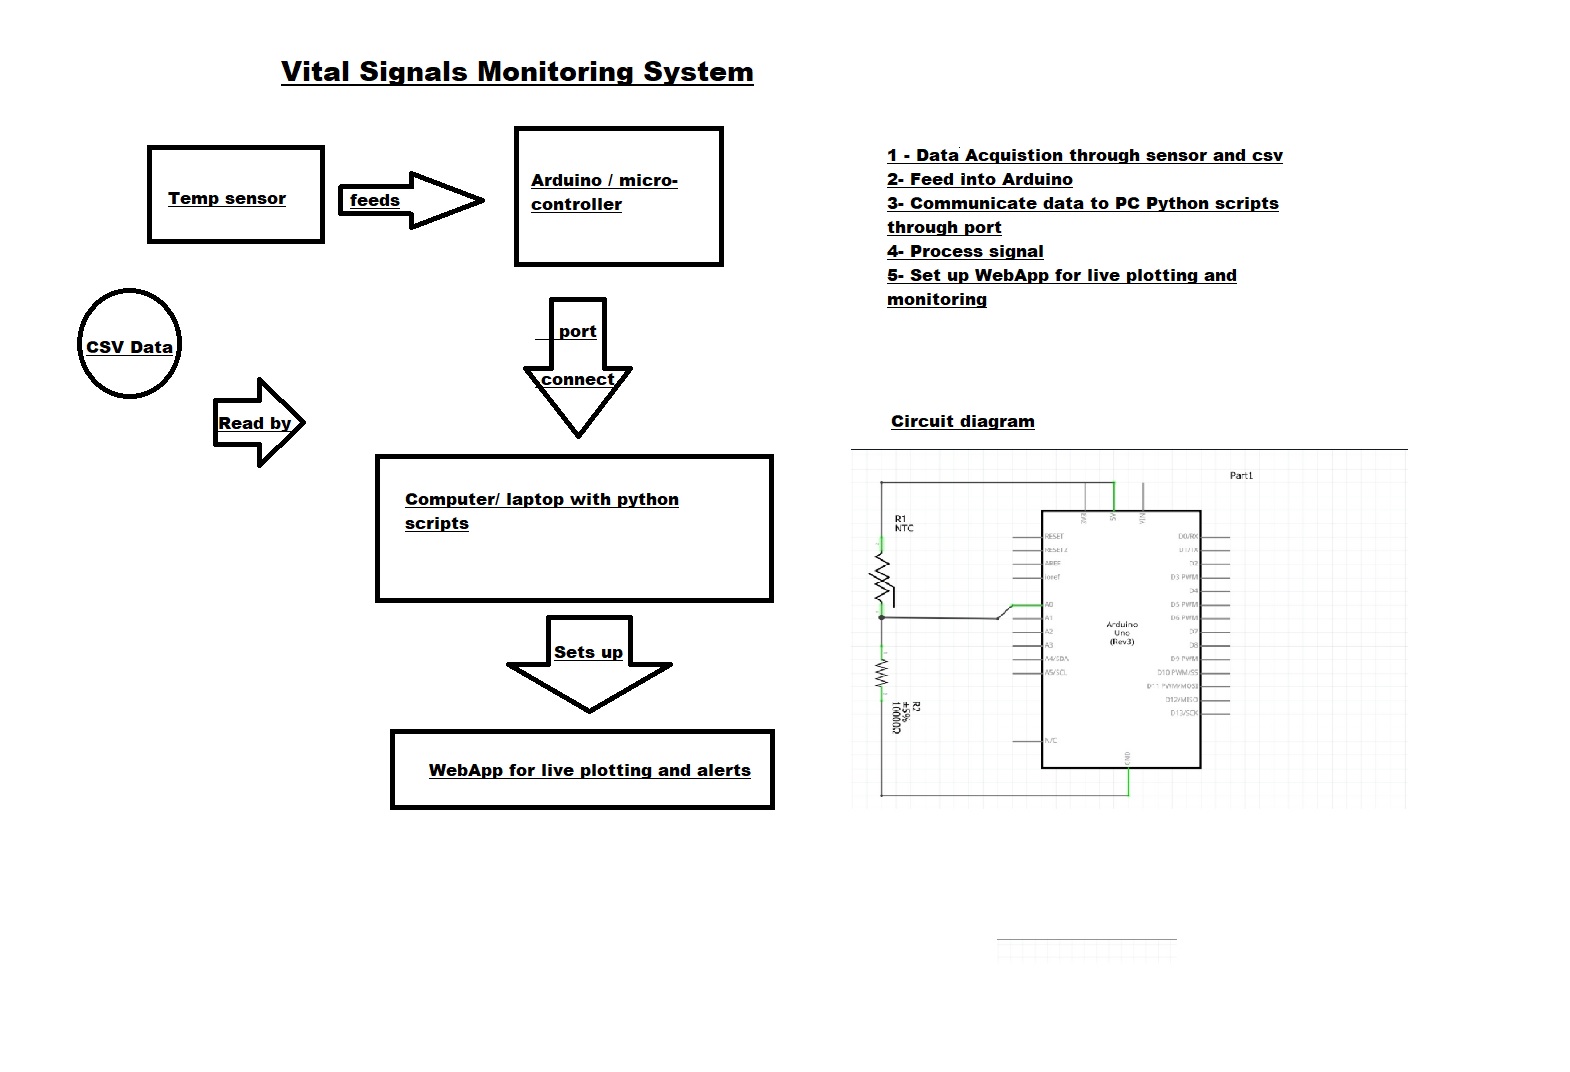 Vital Signals Monitoring System
Temp sensor
feeds
Arduino / micro-
controller
CSV Data
Read by
port
connect
Computer/ laptop with python
scripts
Sets up
WebApp for live plotting and alerts
1 - Data Acquistion through sensor and csv
2- Feed into Arduino
3- Communicate data to PC Python scripts
through port
4- Process signal
5- Set up WebApp for live plotting and
monitoring
Circuit diagram
Part1
R1
NTC
3V3
5V
VIN
RESET
RESET2
AREF
ioref
A0
A1
A2
A3
A4/SDA
A5/SCL
N/C
D0/RX
D1/TX
D2
D3 PWM
D4
D5 PWM
D6 PWM
D7
D8
D9 PWM
D10 PWM/SS
D11 PWM/MOSI
D12/MISO
D13/SCK
Arduino
Uno
(Rev3)
GND
R2
±5%